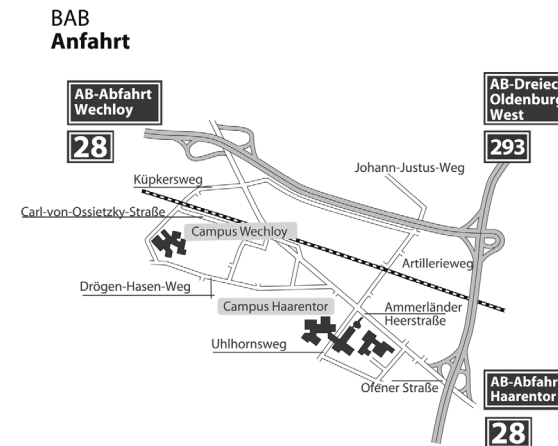 BAB
Anfahrt
AB-Abfahrt
Wechloy
28
AB-Dreiec
Oldenburg
West
293
Johann-Justus-Weg
Küpkersweg
Carl-von-Ossietzky-Straße
Campus Wechloy
Artillerieweg
Drögen-Hasen-Weg
Campus Haarentor
Ammerländer
Heerstraße
Uhlhornsweg
Ofener Straße
AB-Abfahr
Haarentor
28